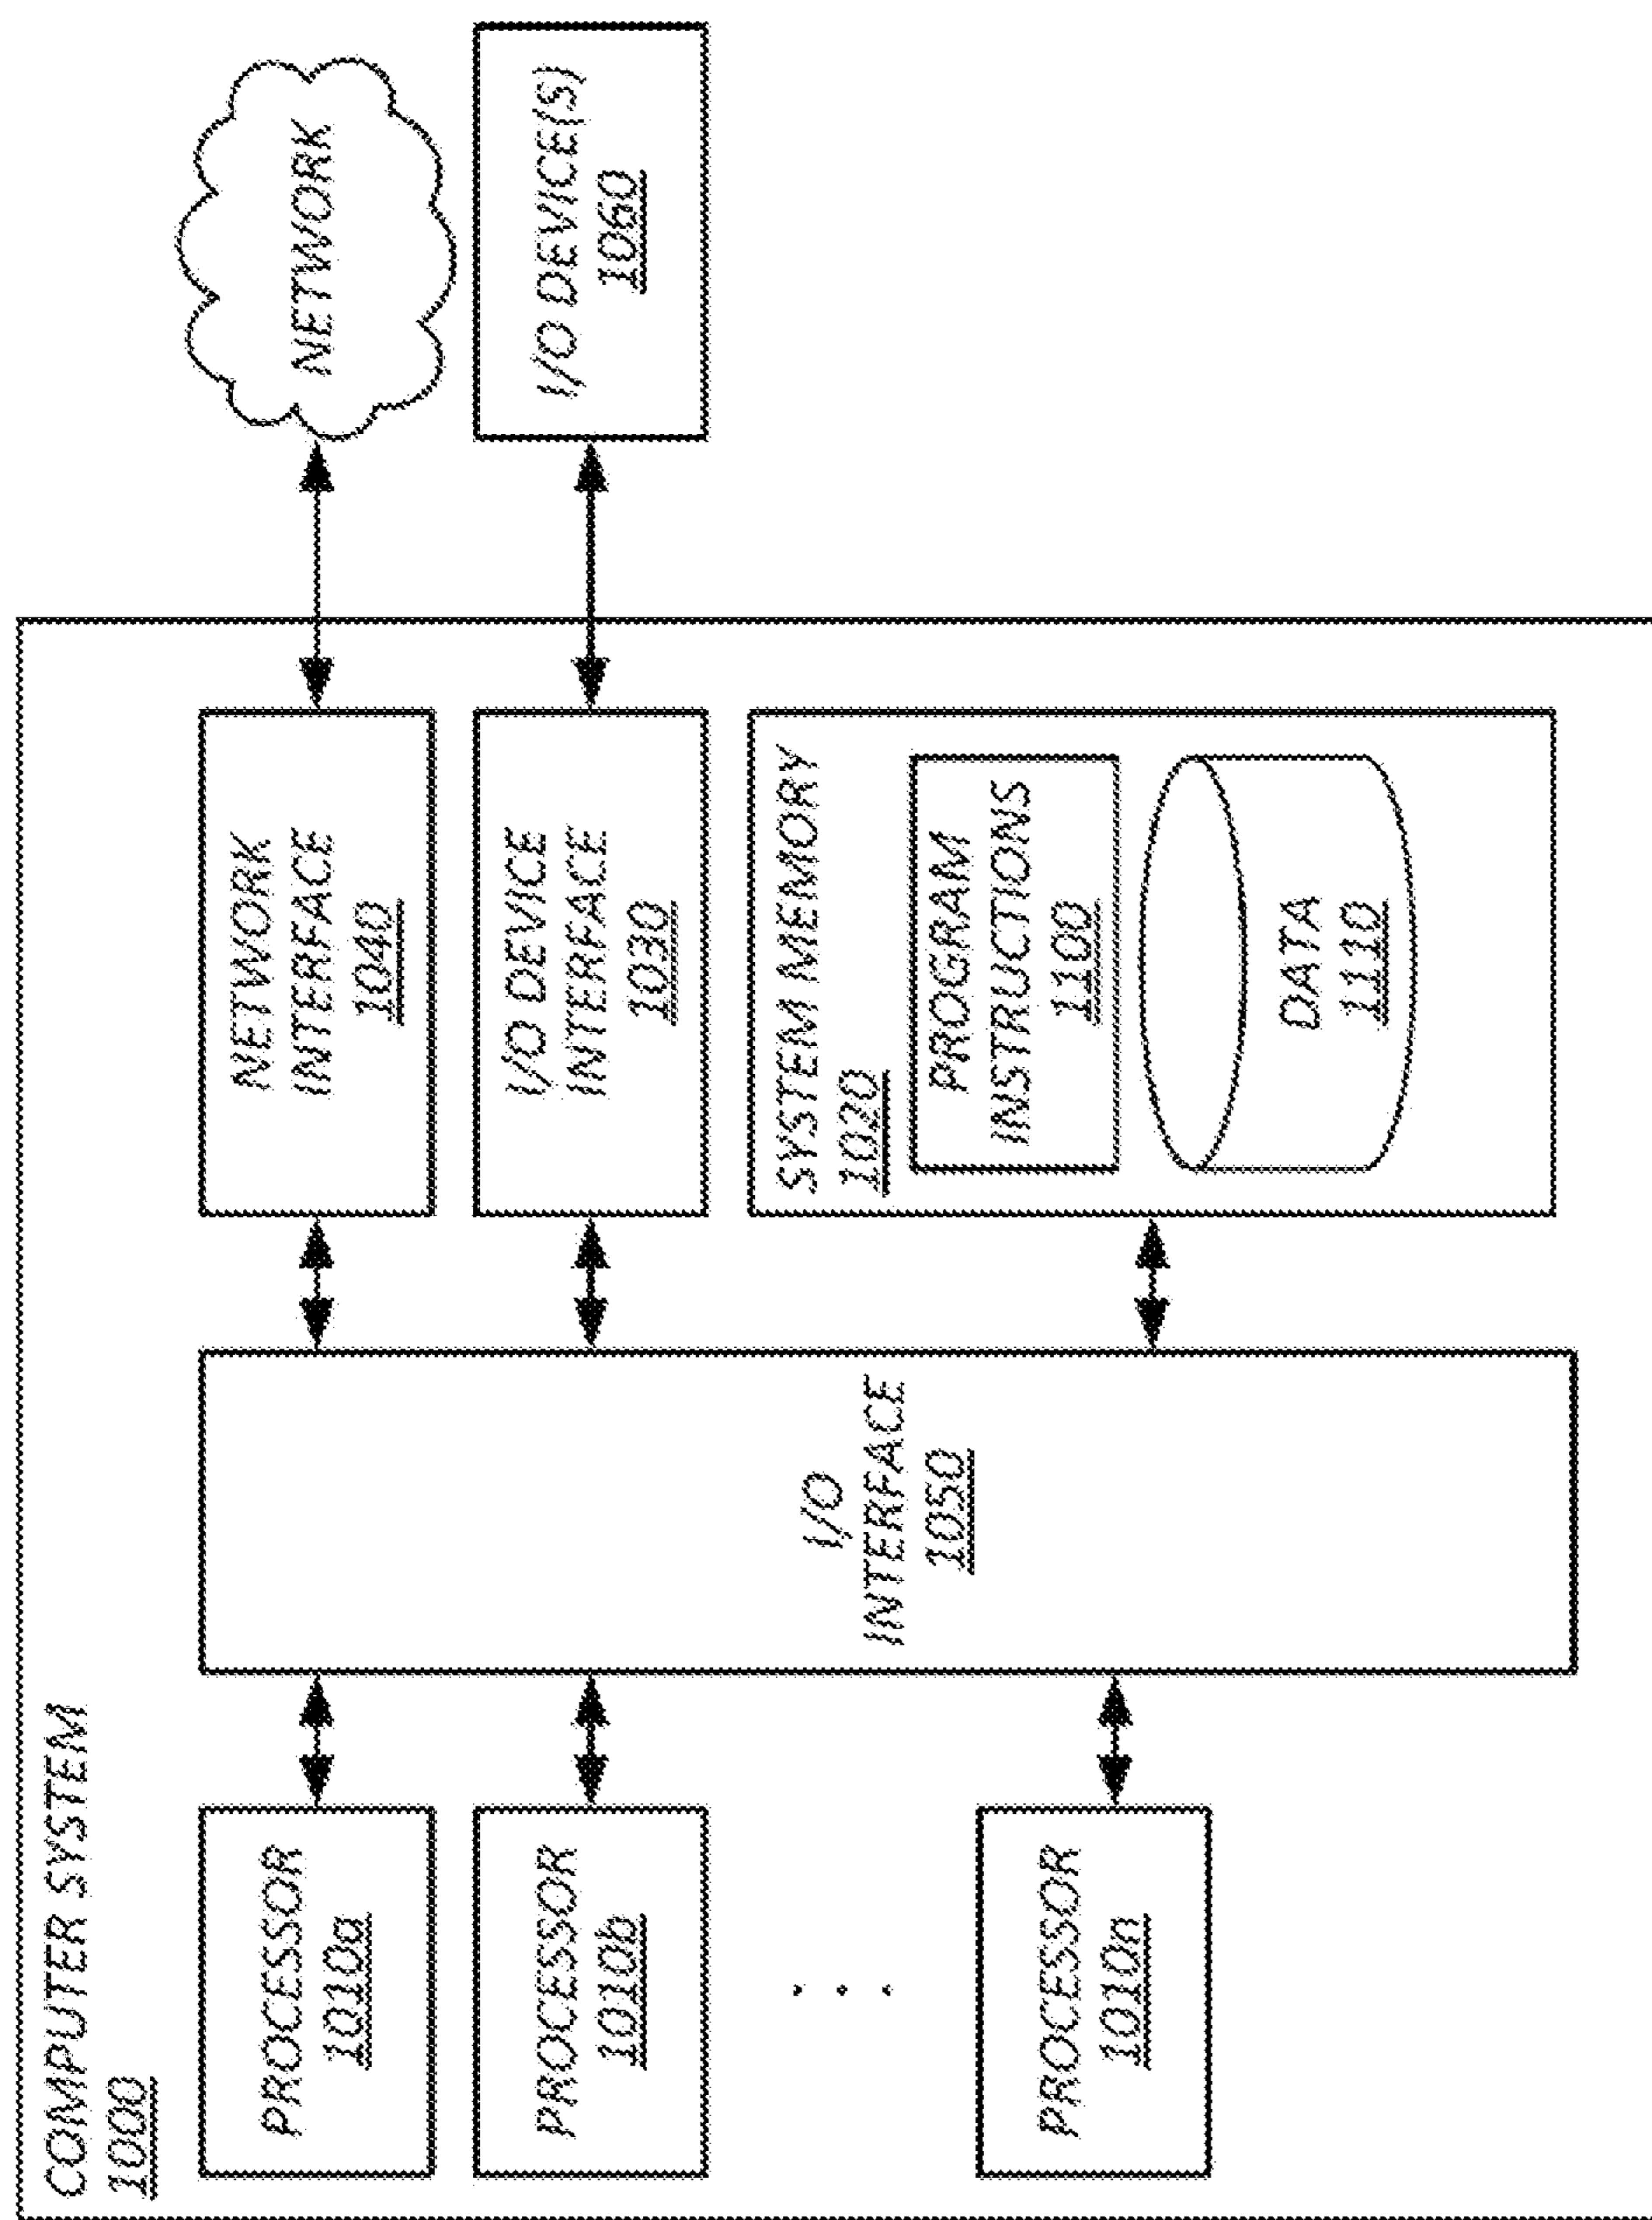 COMPUTER SYSTEM
1000
PROCESSOR
1010a
PROCESSOR
1010b
. . .
PROCESSOR
1010n
I/O
INTERFACE
1050
NETWORK
INTERFACE
1040
I/O DEVICE
INTERFACE
1030
SYSTEM MEMORY
1020
PROGRAM
INSTRUCTIONS
1100
DATA
1110
NETWORK
I/O DEVICE(S)
1060